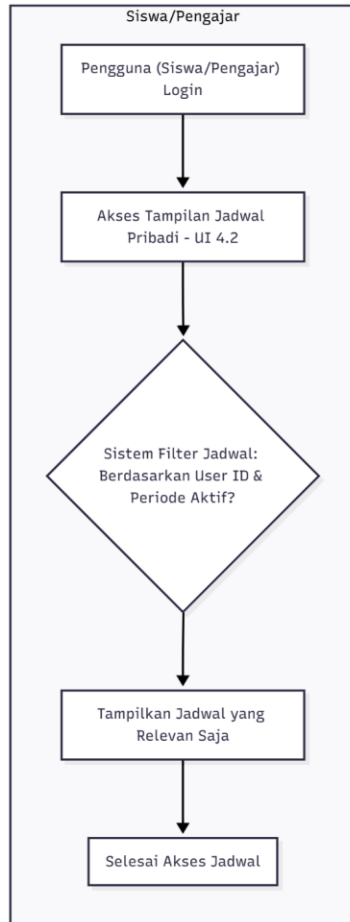 Siswa/Pengajar
Pengguna (Siswa/Pengajar)
Login
Akses Tampilan Jadwal
Pribadi - UI 4.2
Sistem Filter Jadwal:
Berdasarkan User ID &
Periode Aktif?
Tampilkan Jadwal yang
Relevan Saja
Selesai Akses Jadwal